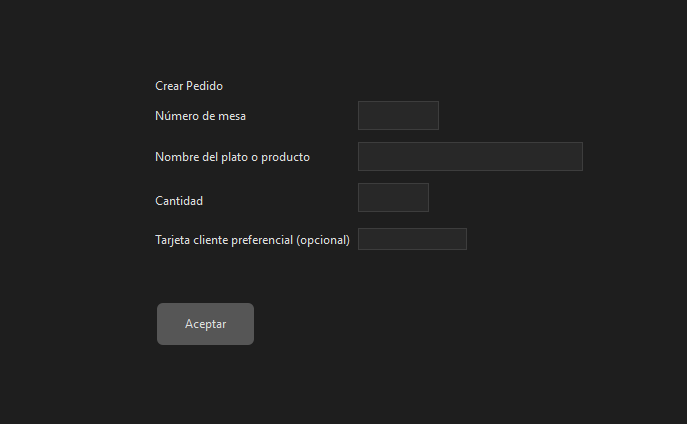 Crear Pedido
Número de mesa
Nombre del plato o producto
Cantidad
Tarjeta cliente preferencial (opcional)
Aceptar